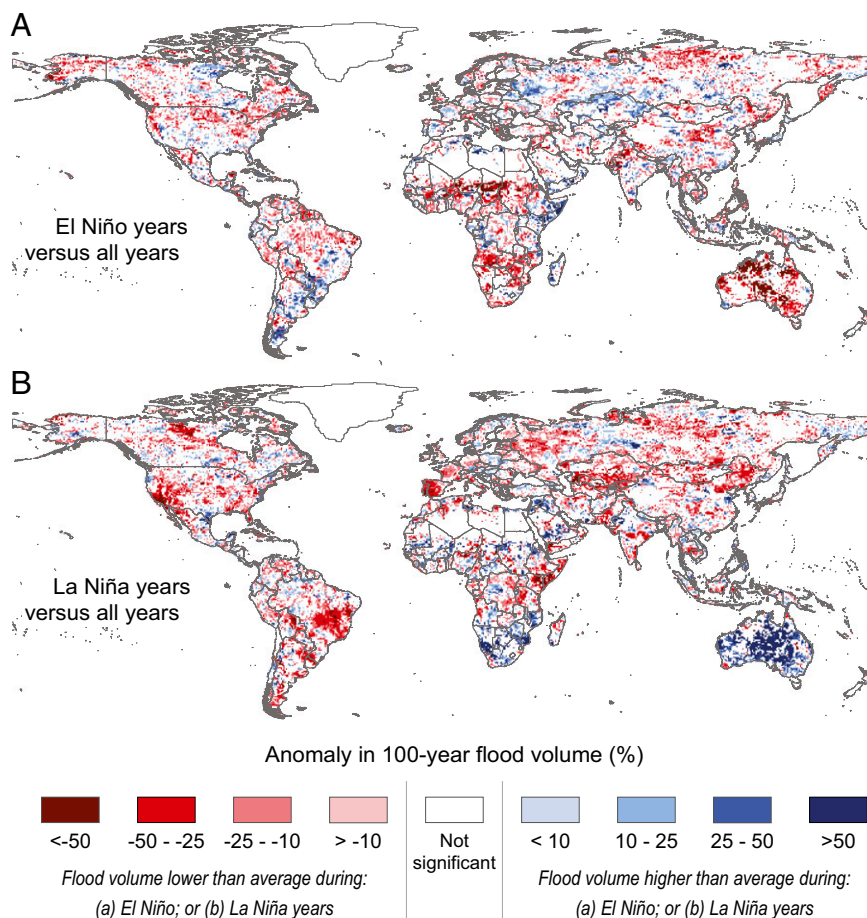 A
El Niño years
versus all years
B
La Niña years
versus all years
Anomaly in 100-year flood volume (%)
<-50
-50 - -25
-25 - -10
> -10
Not
significant
< 10
10 - 25
25 - 50
>50
Flood volume lower than average during:
(a) El Niño; or (b) La Niña years
Flood volume higher than average during:
(a) El Niño; or (b) La Niña years